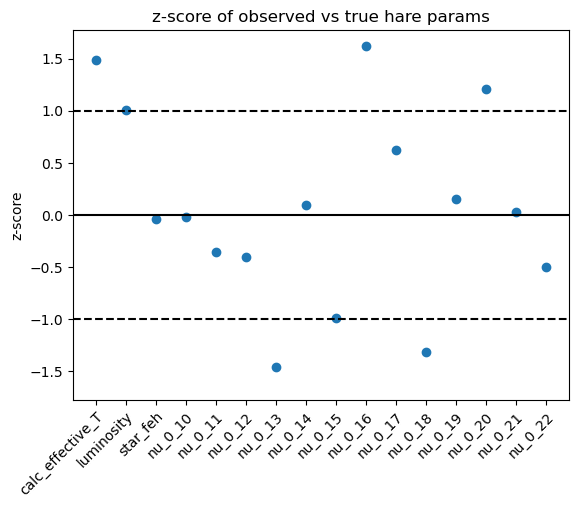 z-score of observed vs true hare params
z-score
1.5
1.0
0.5
0.0
−0.5
−1.0
−1.5
calc_effective_T
luminosity
star_feh
nu_0_10
nu_0_11
nu_0_12
nu_0_13
nu_0_14
nu_0_15
nu_0_16
nu_0_17
nu_0_18
nu_0_19
nu_0_20
nu_0_21
nu_0_22